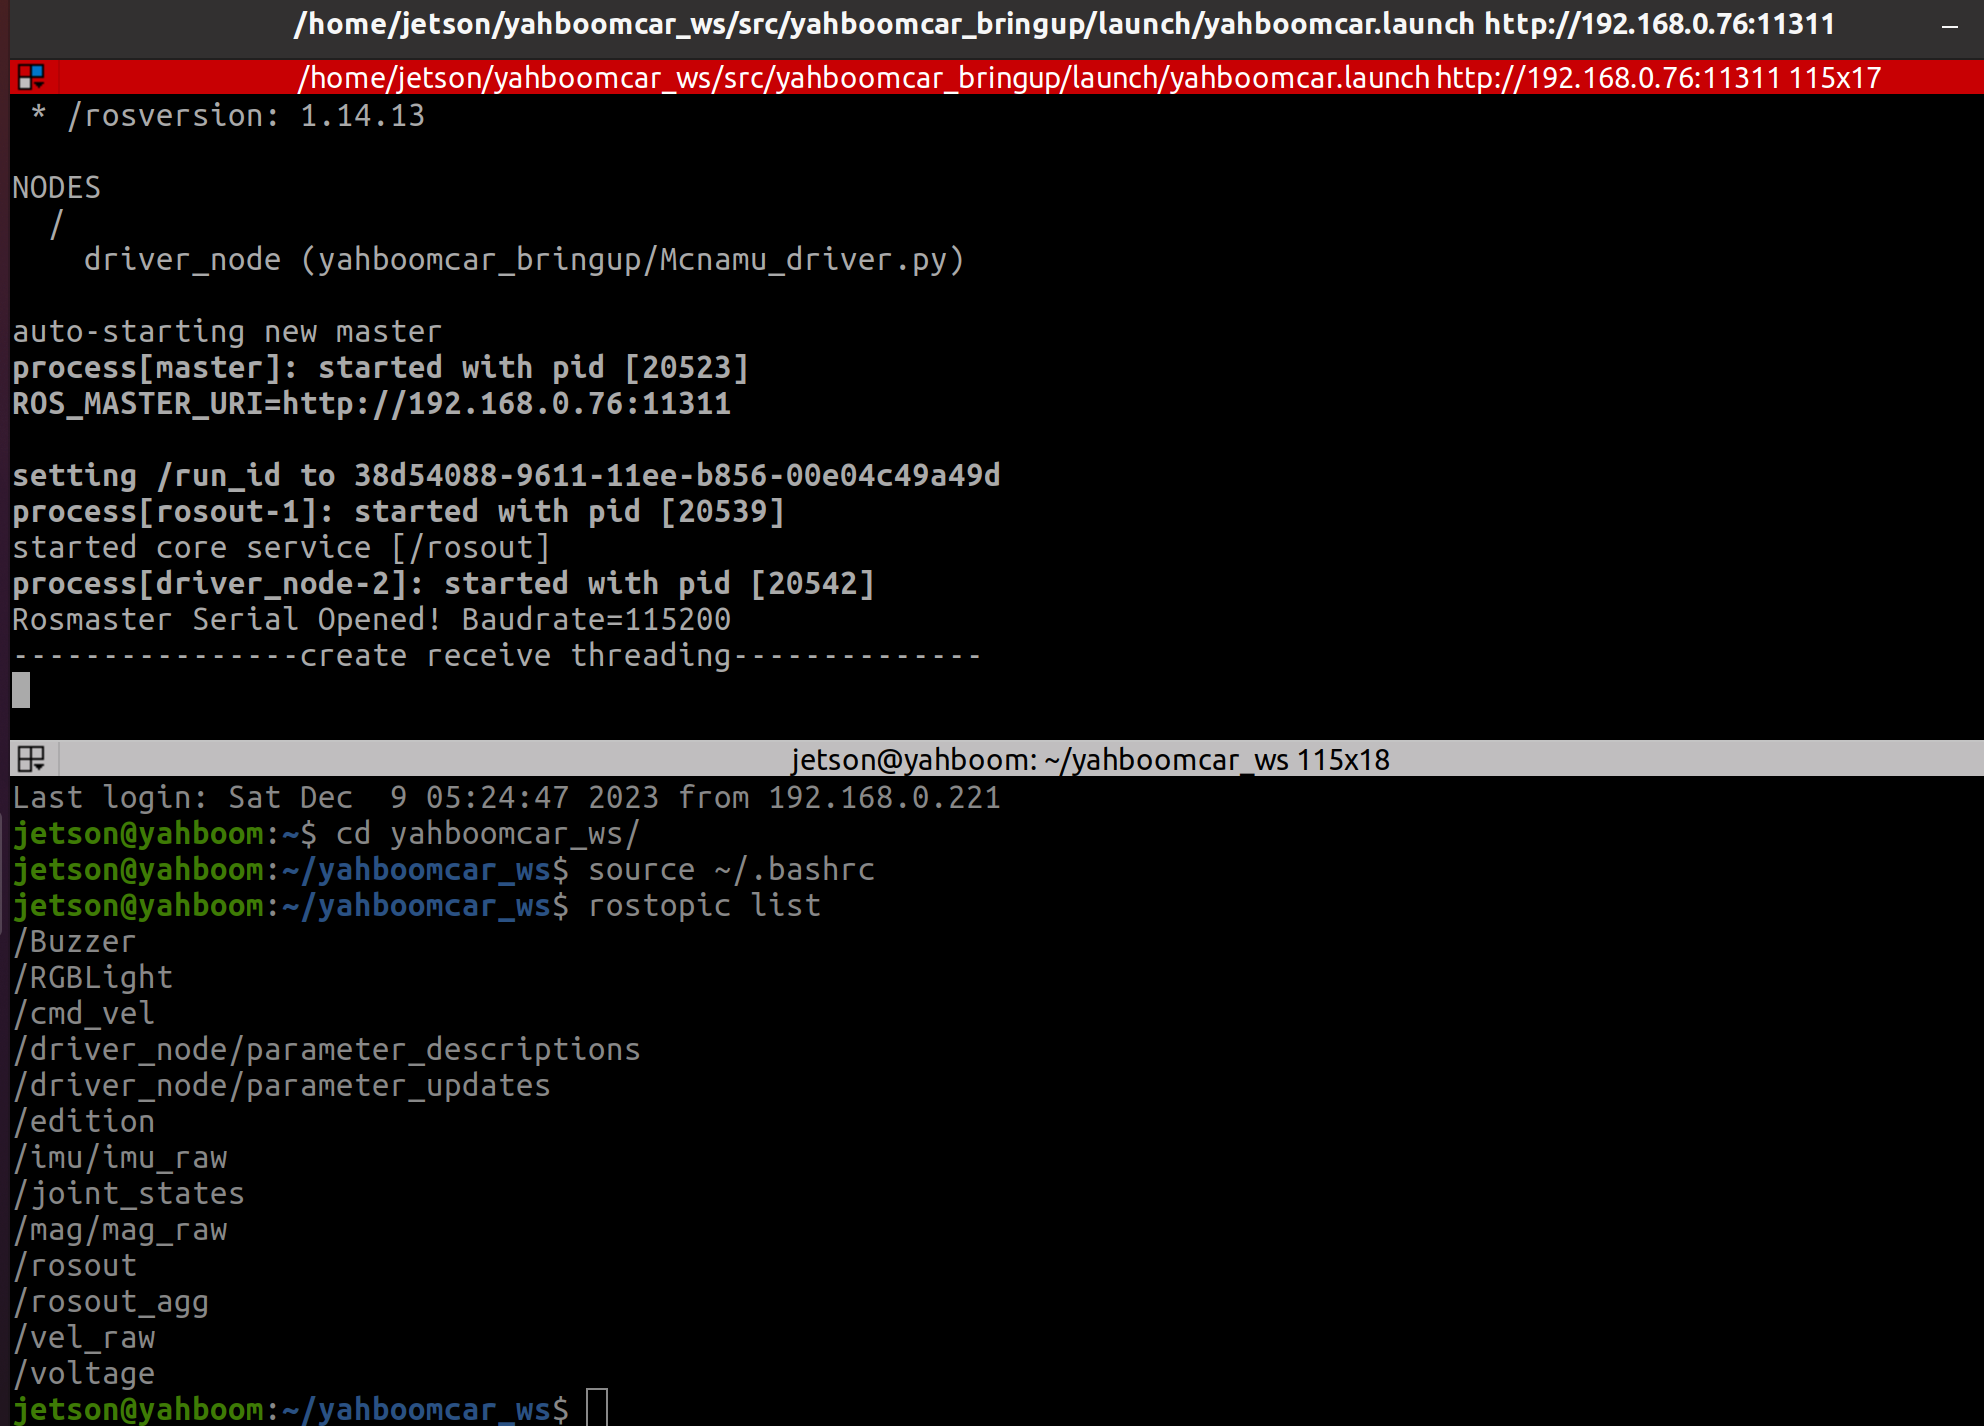 /home/jetson/yahboomcar_ws/src/yahboomcar_bringup/launch/yahboomcar.launch http://192.168.0.76:11311
/home/jetson/yahboomcar_ws/src/yahboomcar_bringup/launch/yahboomcar.launch http://192.168.0.76:11311 115x17
* /rosversion: 1.14.13
NODES
/
driver_node (yahboomcar_bringup/Mcnamu_driver.py)
auto-starting new master
process[master]: started with pid [20523]
ROS_MASTER_URI=http://192.168.0.76:11311
setting /run_id to 38d54088-9611-11ee-b856-00e04c49a49d
process[rosout-1]: started with pid [20539]
started core service [/rosout]
process[driver_node-2]: started with pid [20542]
Rosmaster Serial Opened! Baudrate=115200
----------------create receive threading--------------
jetson@yahboom: ~/yahboomcar_ws 115x18
Last login: Sat Dec  9 05:24:47 2023 from 192.168.0.221
jetson@yahboom:~$ cd yahboomcar_ws/
jetson@yahboom:~/yahboomcar_ws$ source ~/.bashrc
jetson@yahboom:~/yahboomcar_ws$ rostopic list
/Buzzer
/RGBLight
/cmd_vel
/driver_node/parameter_descriptions
/driver_node/parameter_updates
/edition
/imu/imu_raw
/joint_states
/mag/mag_raw
/rosout
/rosout_agg
/vel_raw
/voltage
jetson@yahboom:~/yahboomcar_ws$